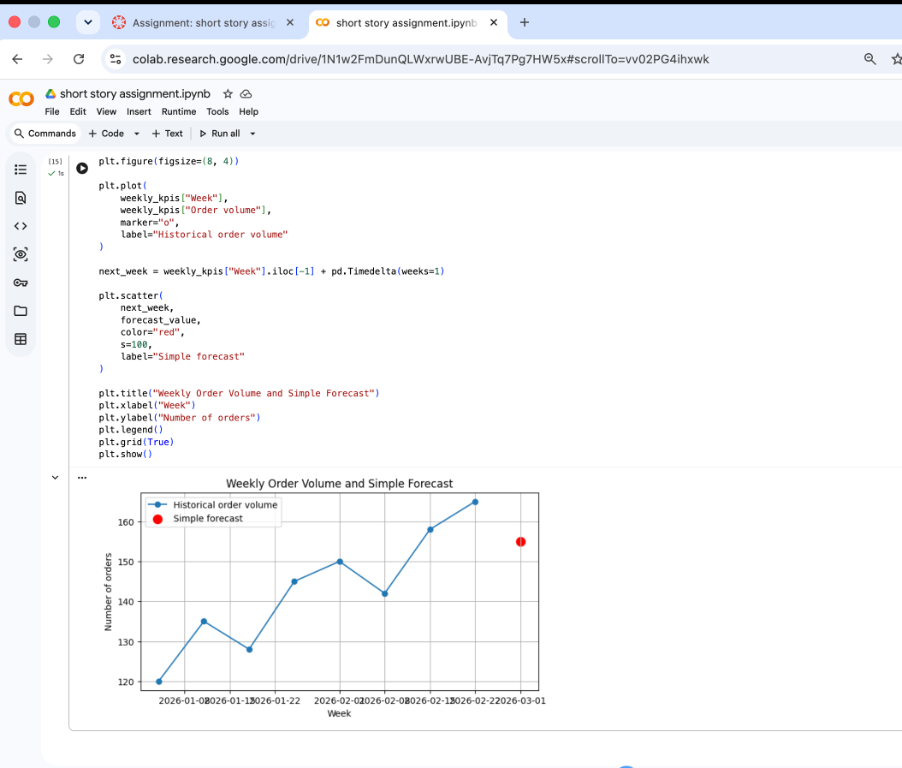 Assignment: short story assig
short story assignment.ipynb
colab.research.google.com/drive/1N1w2FmDunQLWxrwUBE-AvjTq7Pg7HW5x#scrollTo=vv02PG4ihxwk
short story assignment.ipynb
File Edit View Insert Runtime Tools Help
Commands + Code + Text Run all
[15]
1s
plt.figure(figsize=(8, 4))
plt.plot(
weekly_kpis["Week"],
weekly_kpis["Order volume"],
marker="o",
label="Historical order volume"
)
next_week = weekly_kpis["Week"].iloc[-1] + pd.Timedelta(weeks=1)
plt.scatter(
next_week,
forecast_value,
color="red",
s=100,
label="Simple forecast"
)
plt.title("Weekly Order Volume and Simple Forecast")
plt.xlabel("Week")
plt.ylabel("Number of orders")
plt.legend()
plt.grid(True)
plt.show()
...
Weekly Order Volume and Simple Forecast
Historical order volume
Simple forecast
Number of orders
160
150
140
130
120
2026-01-22 2026-03-01
Week